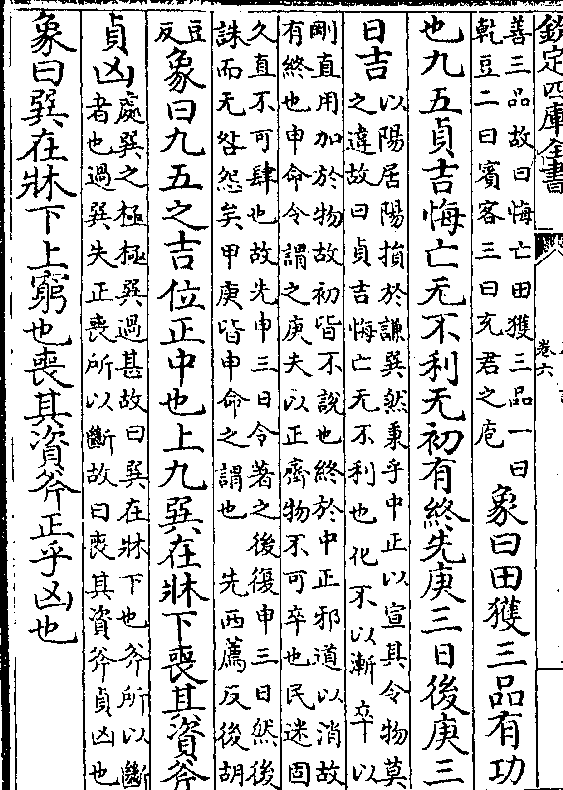 欽定四庫全書
卷六
善三品故曰悔亡田獲三品一曰
乾豆二曰賓客三曰充君之庖
象曰田獲三品有功
也九五貞吉悔亡无不利无初有終先庚三日後庚三
日吉
以陽居陽損於謙巽然秉乎中正以宣其令物莫
之違故曰貞吉悔亡无不利也化不以漸卒以
剛直用加於物故初皆不說也終於中正邪道以消故
有終也申命令謂之庚夫以正齊物不可卒也民迷固
久直不可肆也故先申三日令著之後復申三日然後
誅而无咎怨矣甲庚皆申命之謂也 先西薦反後胡
豆
反
象曰九五之吉位正中也上九巽在牀下喪其資斧
貞凶
處巽之極極巽過甚故曰巽在牀下也斧所以斷
者也過巽失正喪所以斷故曰喪其資斧貞凶也
象曰巽在牀下上窮也喪其資斧正乎凶也